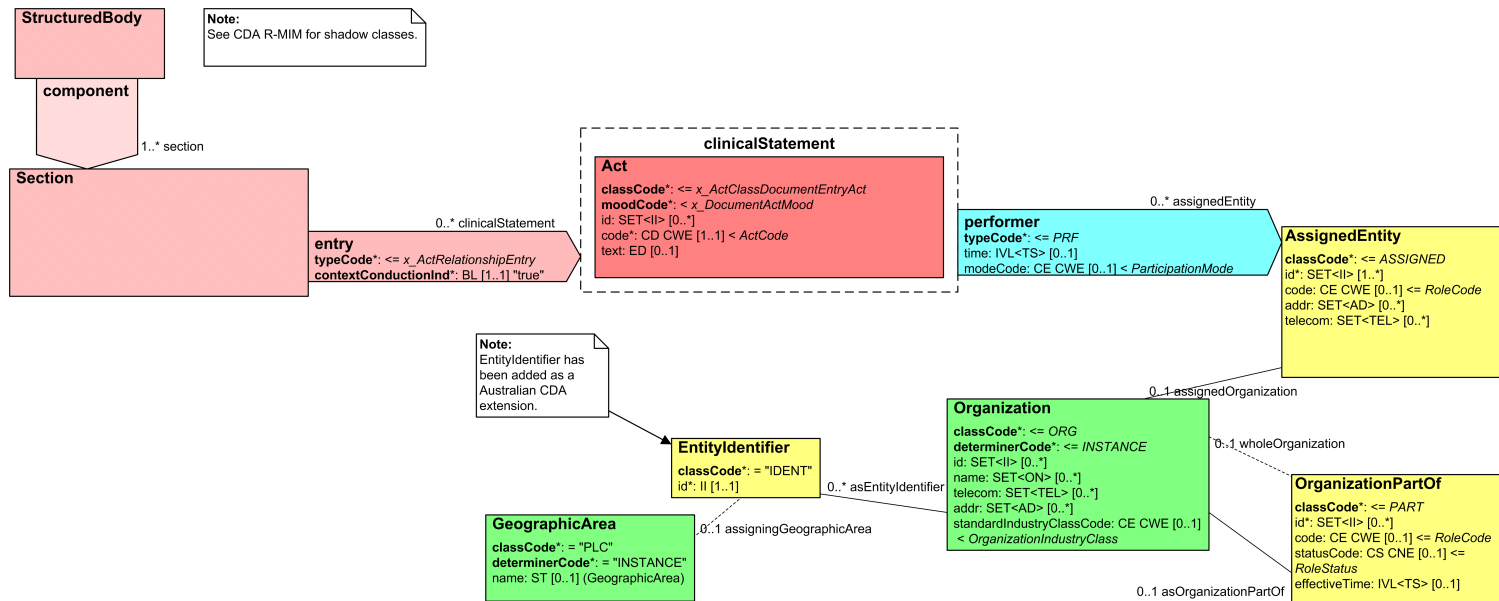 StructuredBody
Note:
See CDA R-MIM for shadow classes.
component
1..* section
Section
0..* clinicalStatement
entry
typeCode*: <= x_ActRelationshipEntry
contextConductionInd*: BL [1..1] "true"
clinicalStatement
Act
classCode*: <= x_ActClassDocumentEntryAct
moodCode*: < x_DocumentActMood
id: SET<II> [0..*]
code*: CD CWE [1..1] < ActCode
text: ED [0..1]
0..* assignedEntity
performer
typeCode*: <= PRF
time: IVL<TS> [0..1]
modeCode: CE CWE [0..1] < ParticipationMode
AssignedEntity
classCode*: <= ASSIGNED
id*: SET<II> [1..*]
code: CE CWE [0..1] <= RoleCode
addr: SET<AD> [0..*]
telecom: SET<TEL> [0..*]
Note:
EntityIdentifier has
been added as a
Australian CDA
extension.
0..1 assignedOrganization
Organization
classCode*: <= ORG
determinerCode*: <= INSTANCE
id: SET<II> [0..*]
name: SET<ON> [0..*]
telecom: SET<TEL> [0..*]
addr: SET<AD> [0..*]
standardIndustryClassCode: CE CWE [0..1]
< OrganizationIndustryClass
0..1 wholeOrganization
EntityIdentifier
classCode*: = "IDENT"
id*: II [1..1]
0..* asEntityIdentifier
OrganizationPartOf
classCode*: <= PART
id*: SET<II> [0..*]
code: CE CWE [0..1] <= RoleCode
statusCode: CS CNE [0..1] <=
RoleStatus
effectiveTime: IVL<TS> [0..1]
GeographicArea
classCode*: = "PLC"
determinerCode*: = "INSTANCE"
name: ST [0..1] (GeographicArea)
0..1 assigningGeographicArea
0..1 asOrganizationPartOf